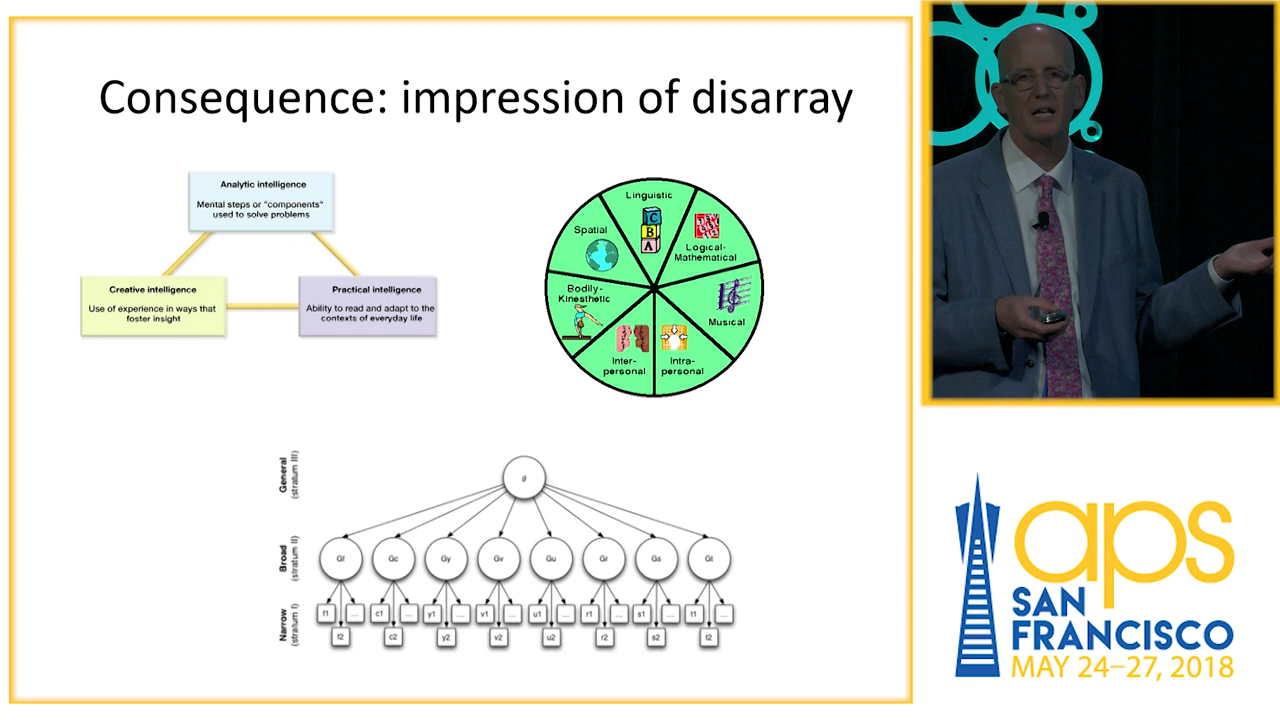 Consequence: impression of disarray
Analytic intelligence
Mental steps or "components"
used to solve problems
Creative intelligence
Use of experience in ways that
foster insight
Practical intelligence
Ability to read and adapt to the
contexts of everyday life
Linguistic
C
B
A
Spatial
Logical-
Mathematical
Bodily-
Kinesthetic
Musical
Inter-
personal
Intra-
personal
General
(stratum III)
g
Broad
(stratum II)
Gf Gc Gy Gv Gu Gr Gs Gt
Narrow
(stratum I)
f1 ... c1 ... y1 ... v1 ... u1 ... r1 ... s1 ... t1 ...
f2 c2 y2 v2 u2 r2 s2 t2
aps
SAN
FRANCISCO
MAY 24–27, 2018